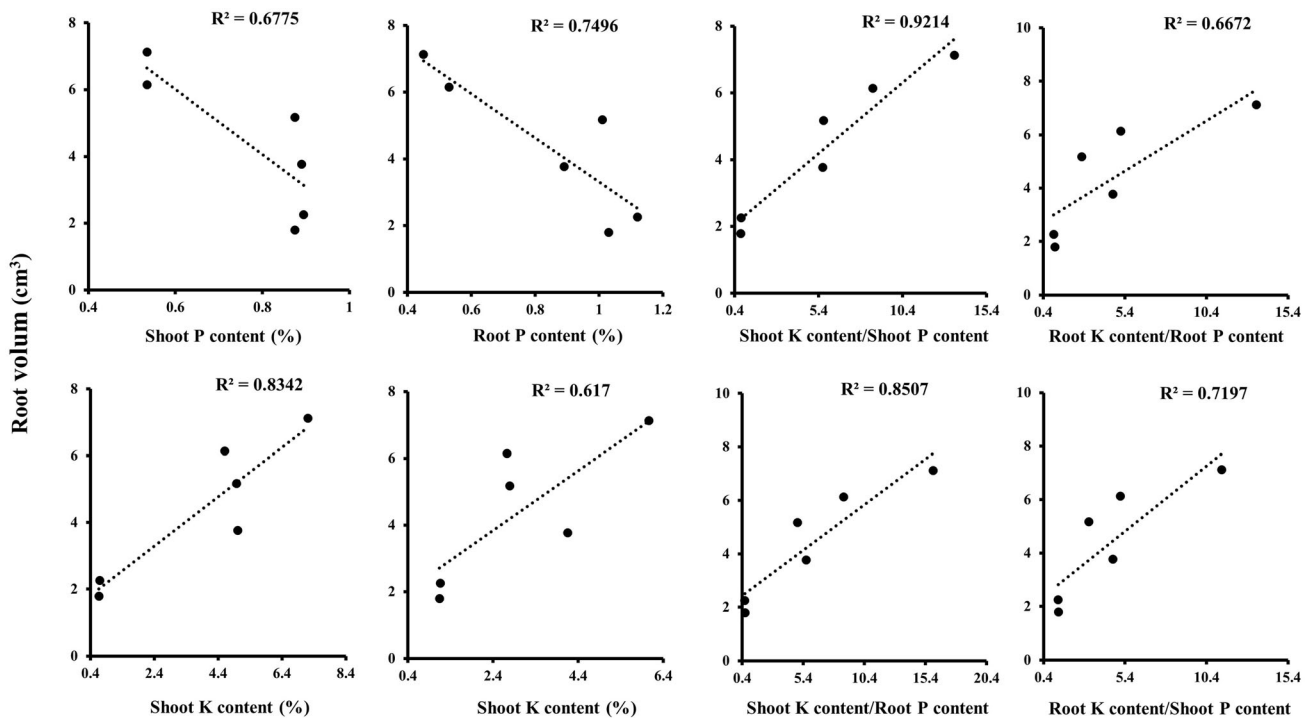 Root volum (cm³)
R² = 0.6775
8
6
4
2
0
0.4 0.6 0.8 1
Shoot P content (%)
R² = 0.7496
8
6
4
2
0
0.4 0.6 0.8 1 1.2
Root P content (%)
R² = 0.9214
8
6
4
2
0
0.4 5.4 10.4 15.4
Shoot K content/Shoot P content
R² = 0.6672
10
8
6
4
2
0
0.4 5.4 10.4 15.4
Root K content/Root P content
R² = 0.8342
8
6
4
2
0
0.4 2.4 4.4 6.4 8.4
Shoot K content (%)
R² = 0.617
8
6
4
2
0
0.4 2.4 4.4 6.4
Shoot K content (%)
R² = 0.8507
10
8
6
4
2
0
0.4 5.4 10.4 15.4 20.4
Shoot K content/Root P content
R² = 0.7197
10
8
6
4
2
0
0.4 5.4 10.4 15.4
Root K content/Shoot P content